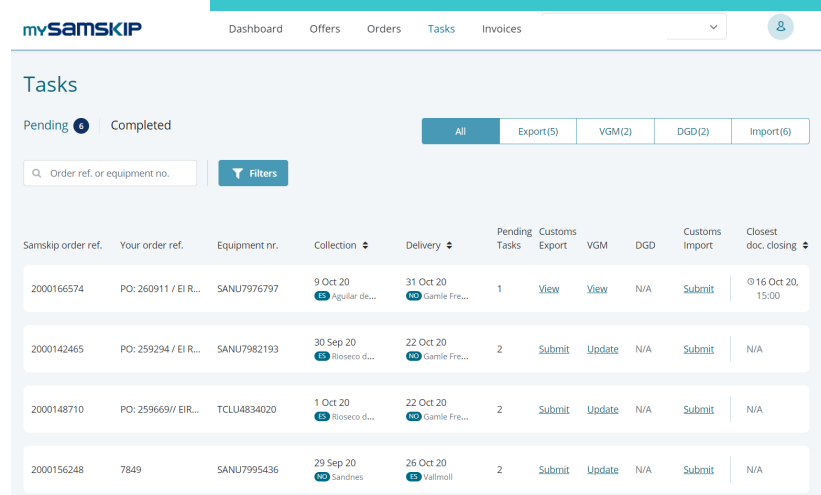 mysamskip Dashboard Offers Orders Tasks Invoices
Tasks
Pending 6 Completed
All Export(5) VGM(2) DGD(2) Import(6)
Order ref. or equipment no. Filters
Samskip order ref. Your order ref. Equipment nr. Collection Delivery Pending Tasks Customs Export VGM DGD Customs Import Closest doc. closing
2000166574 PO: 260911 / EI R... SANU7976797 9 Oct 20 ES Aguilar de... 31 Oct 20 NO Gamle Fre... 1 View View N/A Submit 16 Oct 20, 15:00
2000142465 PO: 259294 / EI R... SANU7982193 30 Sep 20 ES Rioseco d... 22 Oct 20 NO Gamle Fre... 2 Submit Update N/A Submit N/A
2000148710 PO: 259669// EIR... TCLU4834020 1 Oct 20 ES Rioseco d... 22 Oct 20 NO Gamle Fre... 2 Submit Update N/A Submit N/A
2000156248 7849 SANU7995436 29 Sep 20 NO Sandnes 26 Oct 20 ES Vallmoll 2 Submit Update N/A Submit N/A